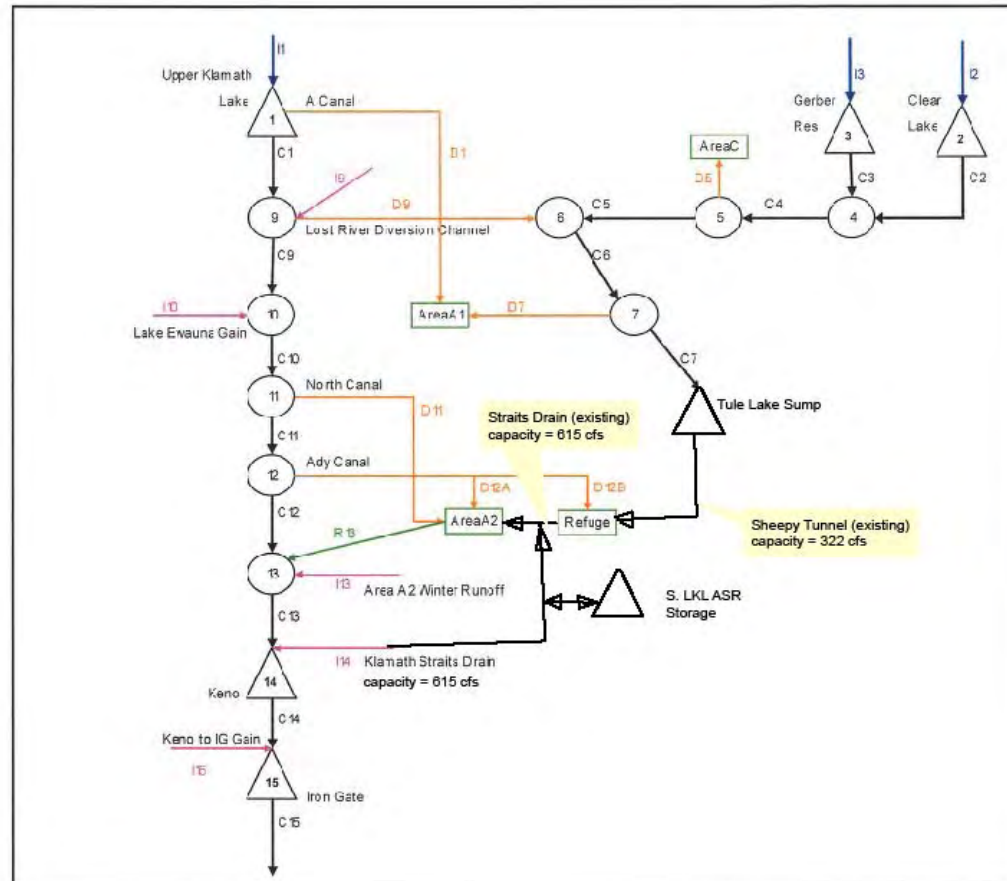 I1
I3
I2
Upper Klamath
Lake
A Canal
Gerber
Res
Clear
Lake
1
3
2
AreaC
C1
D1
I9
D5
C3
C2
C5
C4
9
D9
6
5
4
Lost River Diversion Channel
C9
C6
I10
10
AreaA1
D7
7
Lake Ewauna Gain
C10
C7
11
North Canal
D11
Straits Drain (existing)
capacity = 615 cfs
Tule Lake Sump
C11
12
Ady Canal
D12A
D12B
C12
AreaA2
Refuge
Sheepy Tunnel (existing)
capacity = 322 cfs
R13
13
I13
Area A2 Winter Runoff
S. LKL ASR
Storage
C13
I14
Klamath Straits Drain
capacity = 615 cfs
14
Keno
C14
Keno to IG Gain
I15
15
Iron Gate
C15